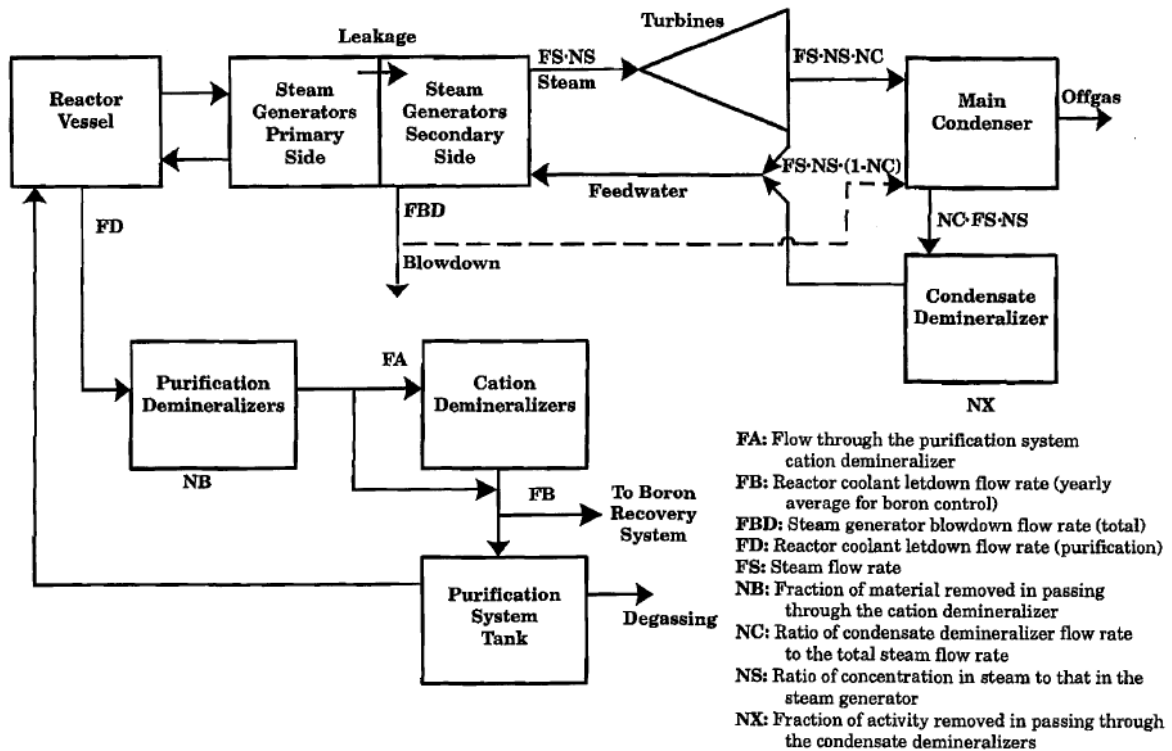 Turbines
Leakage
FS·NS
Steam
FS·NS·NC
Reactor
Vessel
Steam
Generators
Primary
Side
Steam
Generators
Secondary
Side
Main
Condenser
Offgas
FS·NS·(1-NC)
Feedwater
FD
FBD
NC·FS·NS
Blowdown
Condensate
Demineralizer
NX
Purification
Demineralizers
NB
FA
Cation
Demineralizers
FB
To Boron
Recovery
System
Purification
System
Tank
Degassing
FA: Flow through the purification system
cation demineralizer
FB: Reactor coolant letdown flow rate (yearly
average for boron control)
FBD: Steam generator blowdown flow rate (total)
FD: Reactor coolant letdown flow rate (purification)
FS: Steam flow rate
NB: Fraction of material removed in passing
through the cation demineralizer
NC: Ratio of condensate demineralizer flow rate
to the total steam flow rate
NS: Ratio of concentration in steam to that in the
steam generator
NX: Fraction of activity removed in passing through
the condensate demineralizers